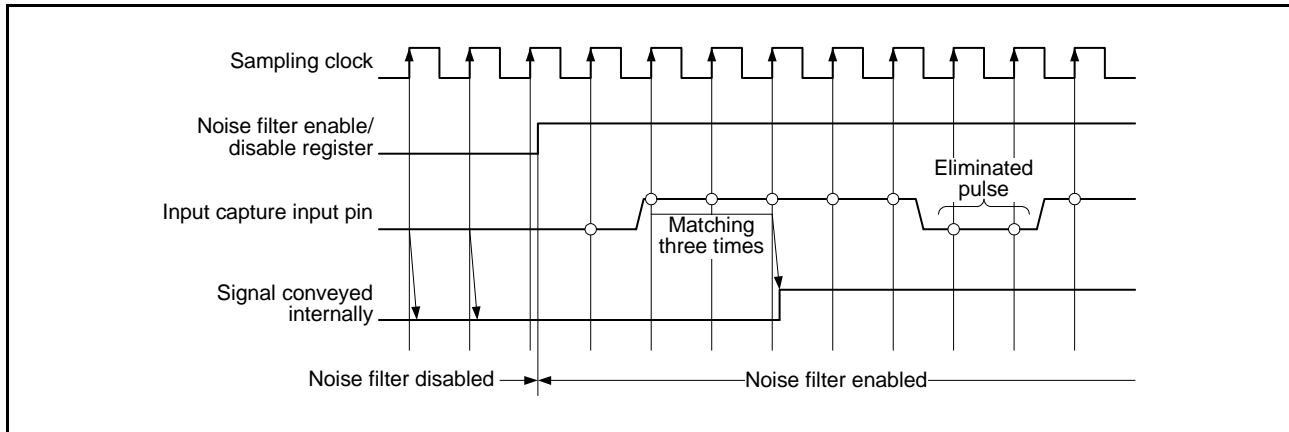 Sampling clock
Noise filter enable/
disable register
Eliminated
pulse
Input capture input pin
Matching
three times
Signal conveyed
internally
Noise filter disabled
Noise filter enabled